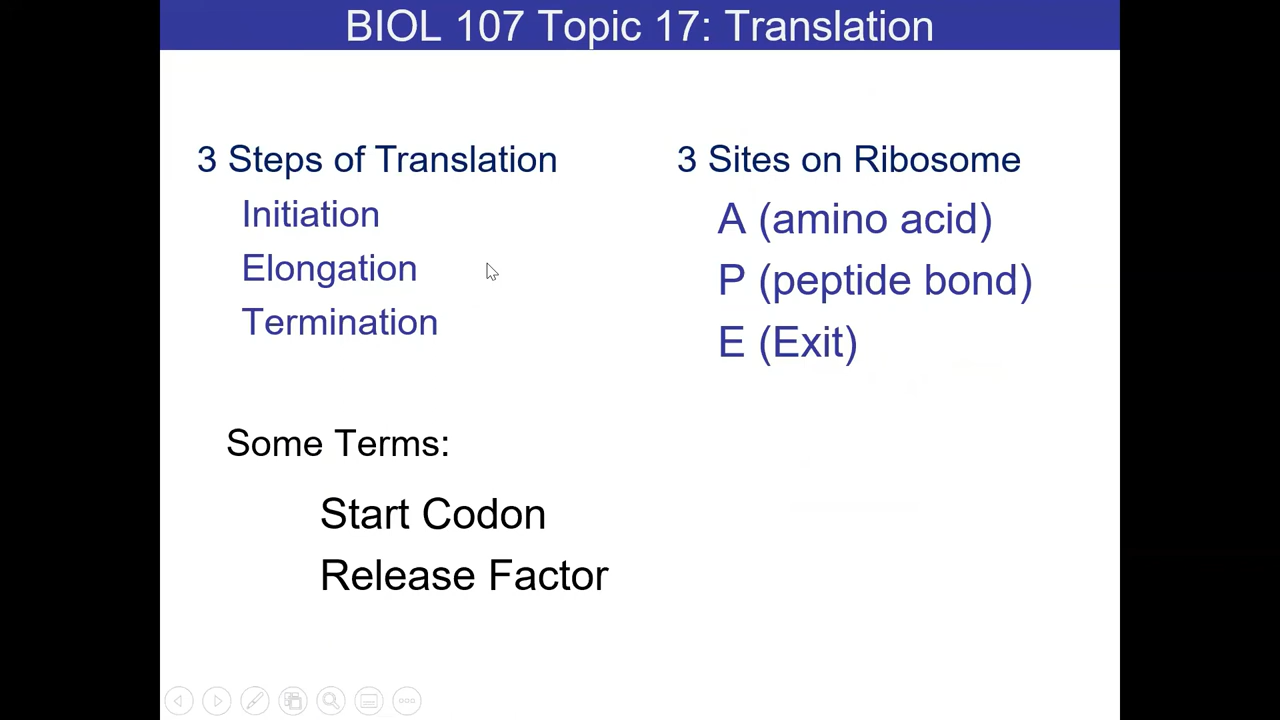 BIOL 107 Topic 17: Translation
3 Steps of Translation
Initiation
Elongation
Termination
3 Sites on Ribosome
A (amino acid)
P (peptide bond)
E (Exit)
Some Terms:
Start Codon
Release Factor